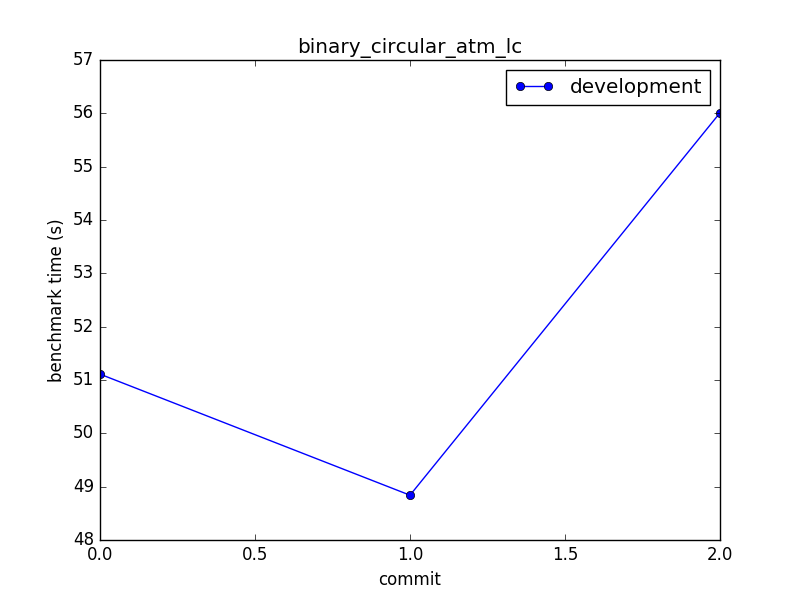 binary_circular_atm_lc
development
57
56
55
54
53
52
51
50
49
48
benchmark time (s)
0.0 0.5 1.0 1.5 2.0
commit